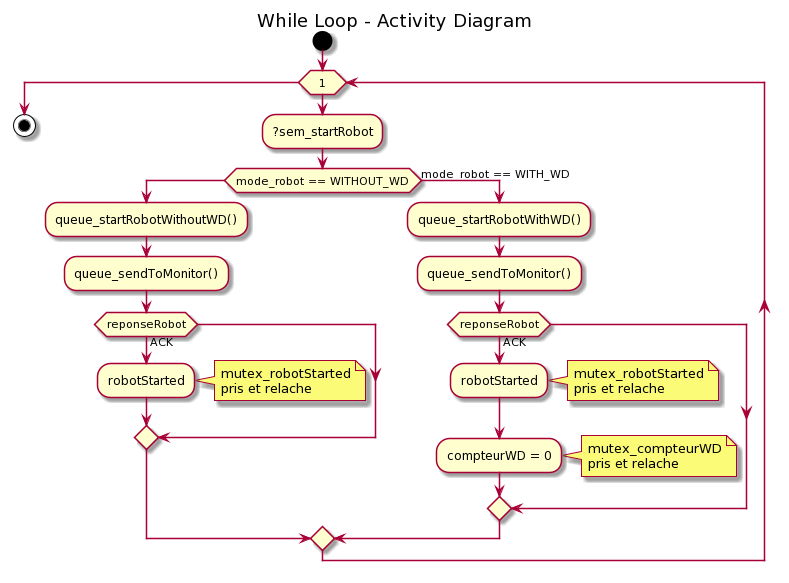 While Loop - Activity Diagram
1
?sem_startRobot
mode_robot == WITHOUT_WD
mode_robot == WITH_WD
queue_startRobotWithoutWD()
queue_startRobotWithWD()
queue_sendToMonitor()
queue_sendToMonitor()
reponseRobot
reponseRobot
ACK
ACK
robotStarted
mutex_robotStarted
pris et relache
robotStarted
mutex_robotStarted
pris et relache
compteurWD = 0
mutex_compteurWD
pris et relache